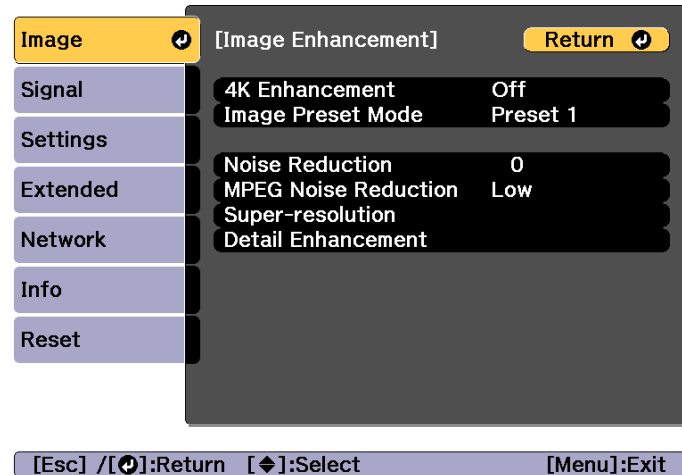 Image
[Image Enhancement] Return
Signal
4K Enhancement Off
Image Preset Mode Preset 1
Settings
Noise Reduction 0
Extended
MPEG Noise Reduction Low
Super-resolution
Network
Detail Enhancement
Info
Reset
[Esc] /[ ]:Return [ ]:Select [Menu]:Exit